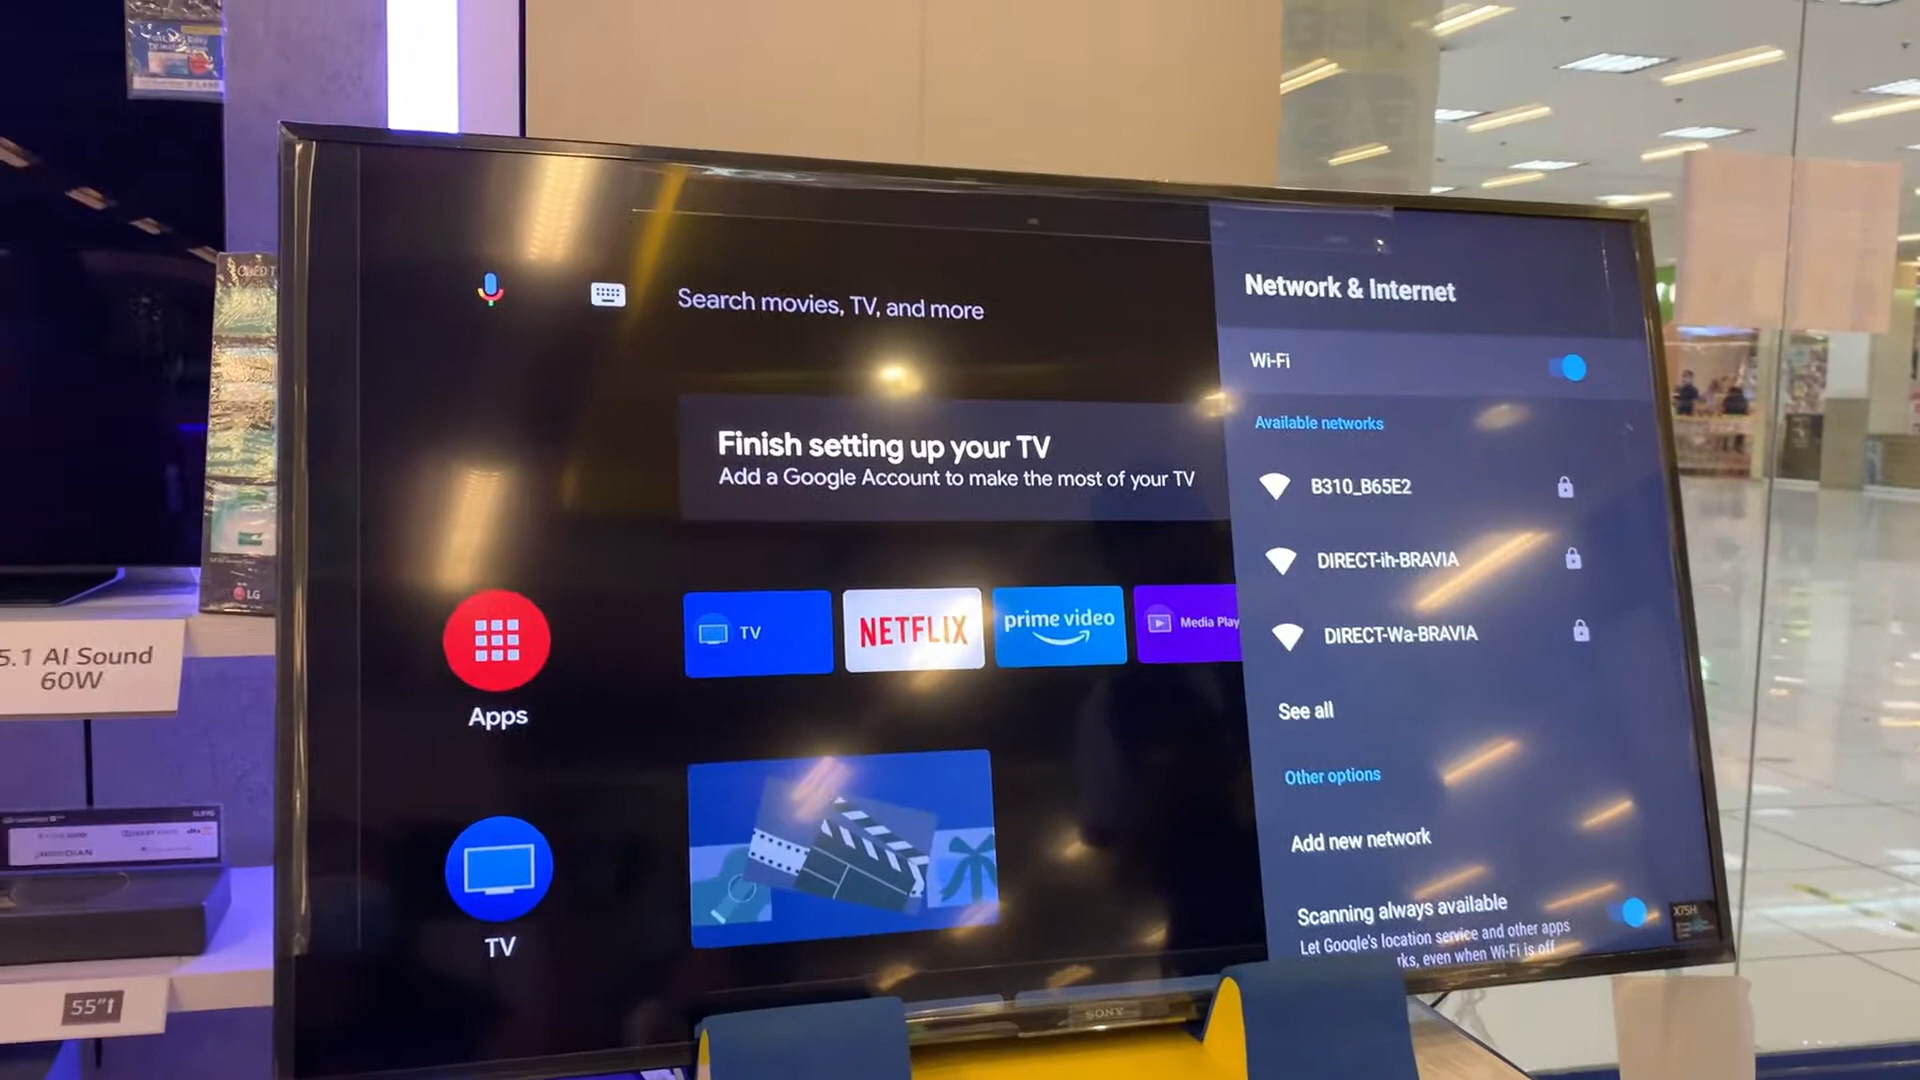 Search movies, TV, and more
Finish setting up your TV
Add a Google Account to make the most of your TV
Apps
TV
NETFLIX
prime video
Media Play
TV
Network & Internet
Wi-Fi
Available networks
B310_B65E2
DIRECT-ih-BRAVIA
DIRECT-Wa-BRAVIA
See all
Other options
Add new network
Scanning always available
Let Google's location service and other apps
rks, even when Wi-Fi is off
X75H
SONY
LG
5.1 AI Sound
60W
55"